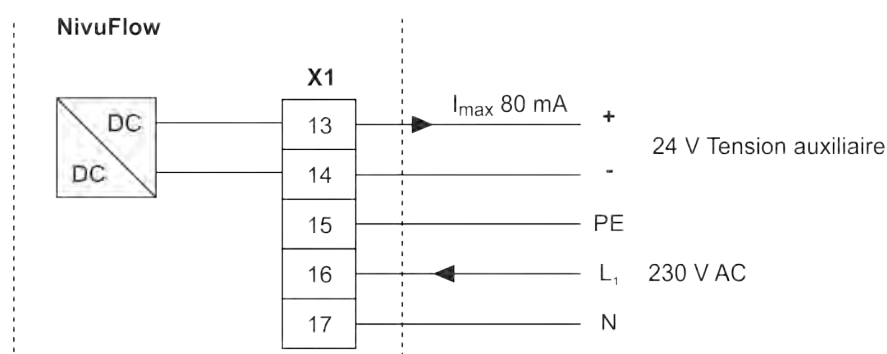 NivuFlow
X1
DC
DC
13
14
15
16
17
Imax 80 mA
+
-
24 V Tension auxiliaire
PE
L1 230 V AC
N